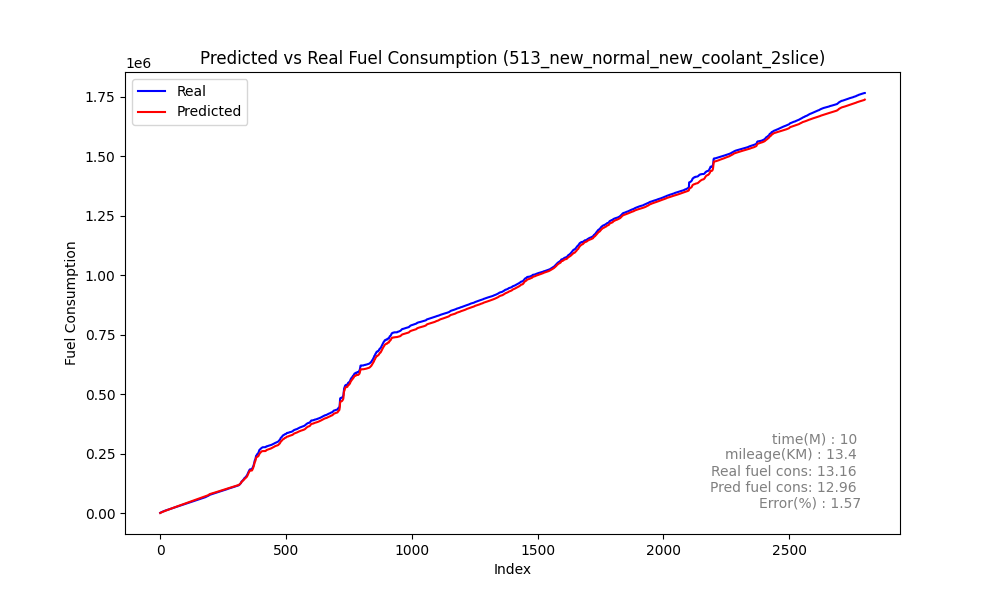 Predicted vs Real Fuel Consumption (513_new_normal_new_coolant_2slice)
1e6
Real
Predicted
1.75
1.50
1.25
1.00
0.75
0.50
0.25
0.00
Fuel Consumption
time(M) : 10
mileage(KM) : 13.4
Real fuel cons: 13.16
Pred fuel cons: 12.96
Error(%) : 1.57
0 500 1000 1500 2000 2500
Index